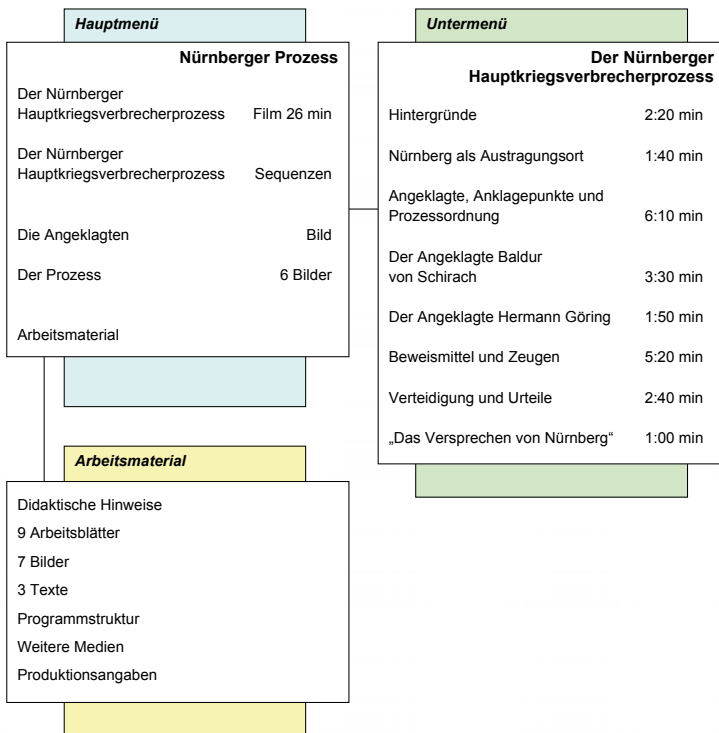 Hauptmenü
Nürnberger Prozess
Der Nürnberger
Hauptkriegsverbrecherprozess Film 26 min
Der Nürnberger
Hauptkriegsverbrecherprozess Sequenzen
Die Angeklagten Bild
Der Prozess 6 Bilder
Arbeitsmaterial
Untermenü
Der Nürnberger
Hauptkriegsverbrecherprozess
Hintergründe 2:20 min
Nürnberg als Austragungsort 1:40 min
Angeklagte, Anklagepunkte und
Prozessordnung 6:10 min
Der Angeklagte Baldur
von Schirach 3:30 min
Der Angeklagte Hermann Göring 1:50 min
Beweismittel und Zeugen 5:20 min
Verteidigung und Urteile 2:40 min
„Das Versprechen von Nürnberg“ 1:00 min
Arbeitsmaterial
Didaktische Hinweise
9 Arbeitsblätter
7 Bilder
3 Texte
Programmstruktur
Weitere Medien
Produktionsangaben